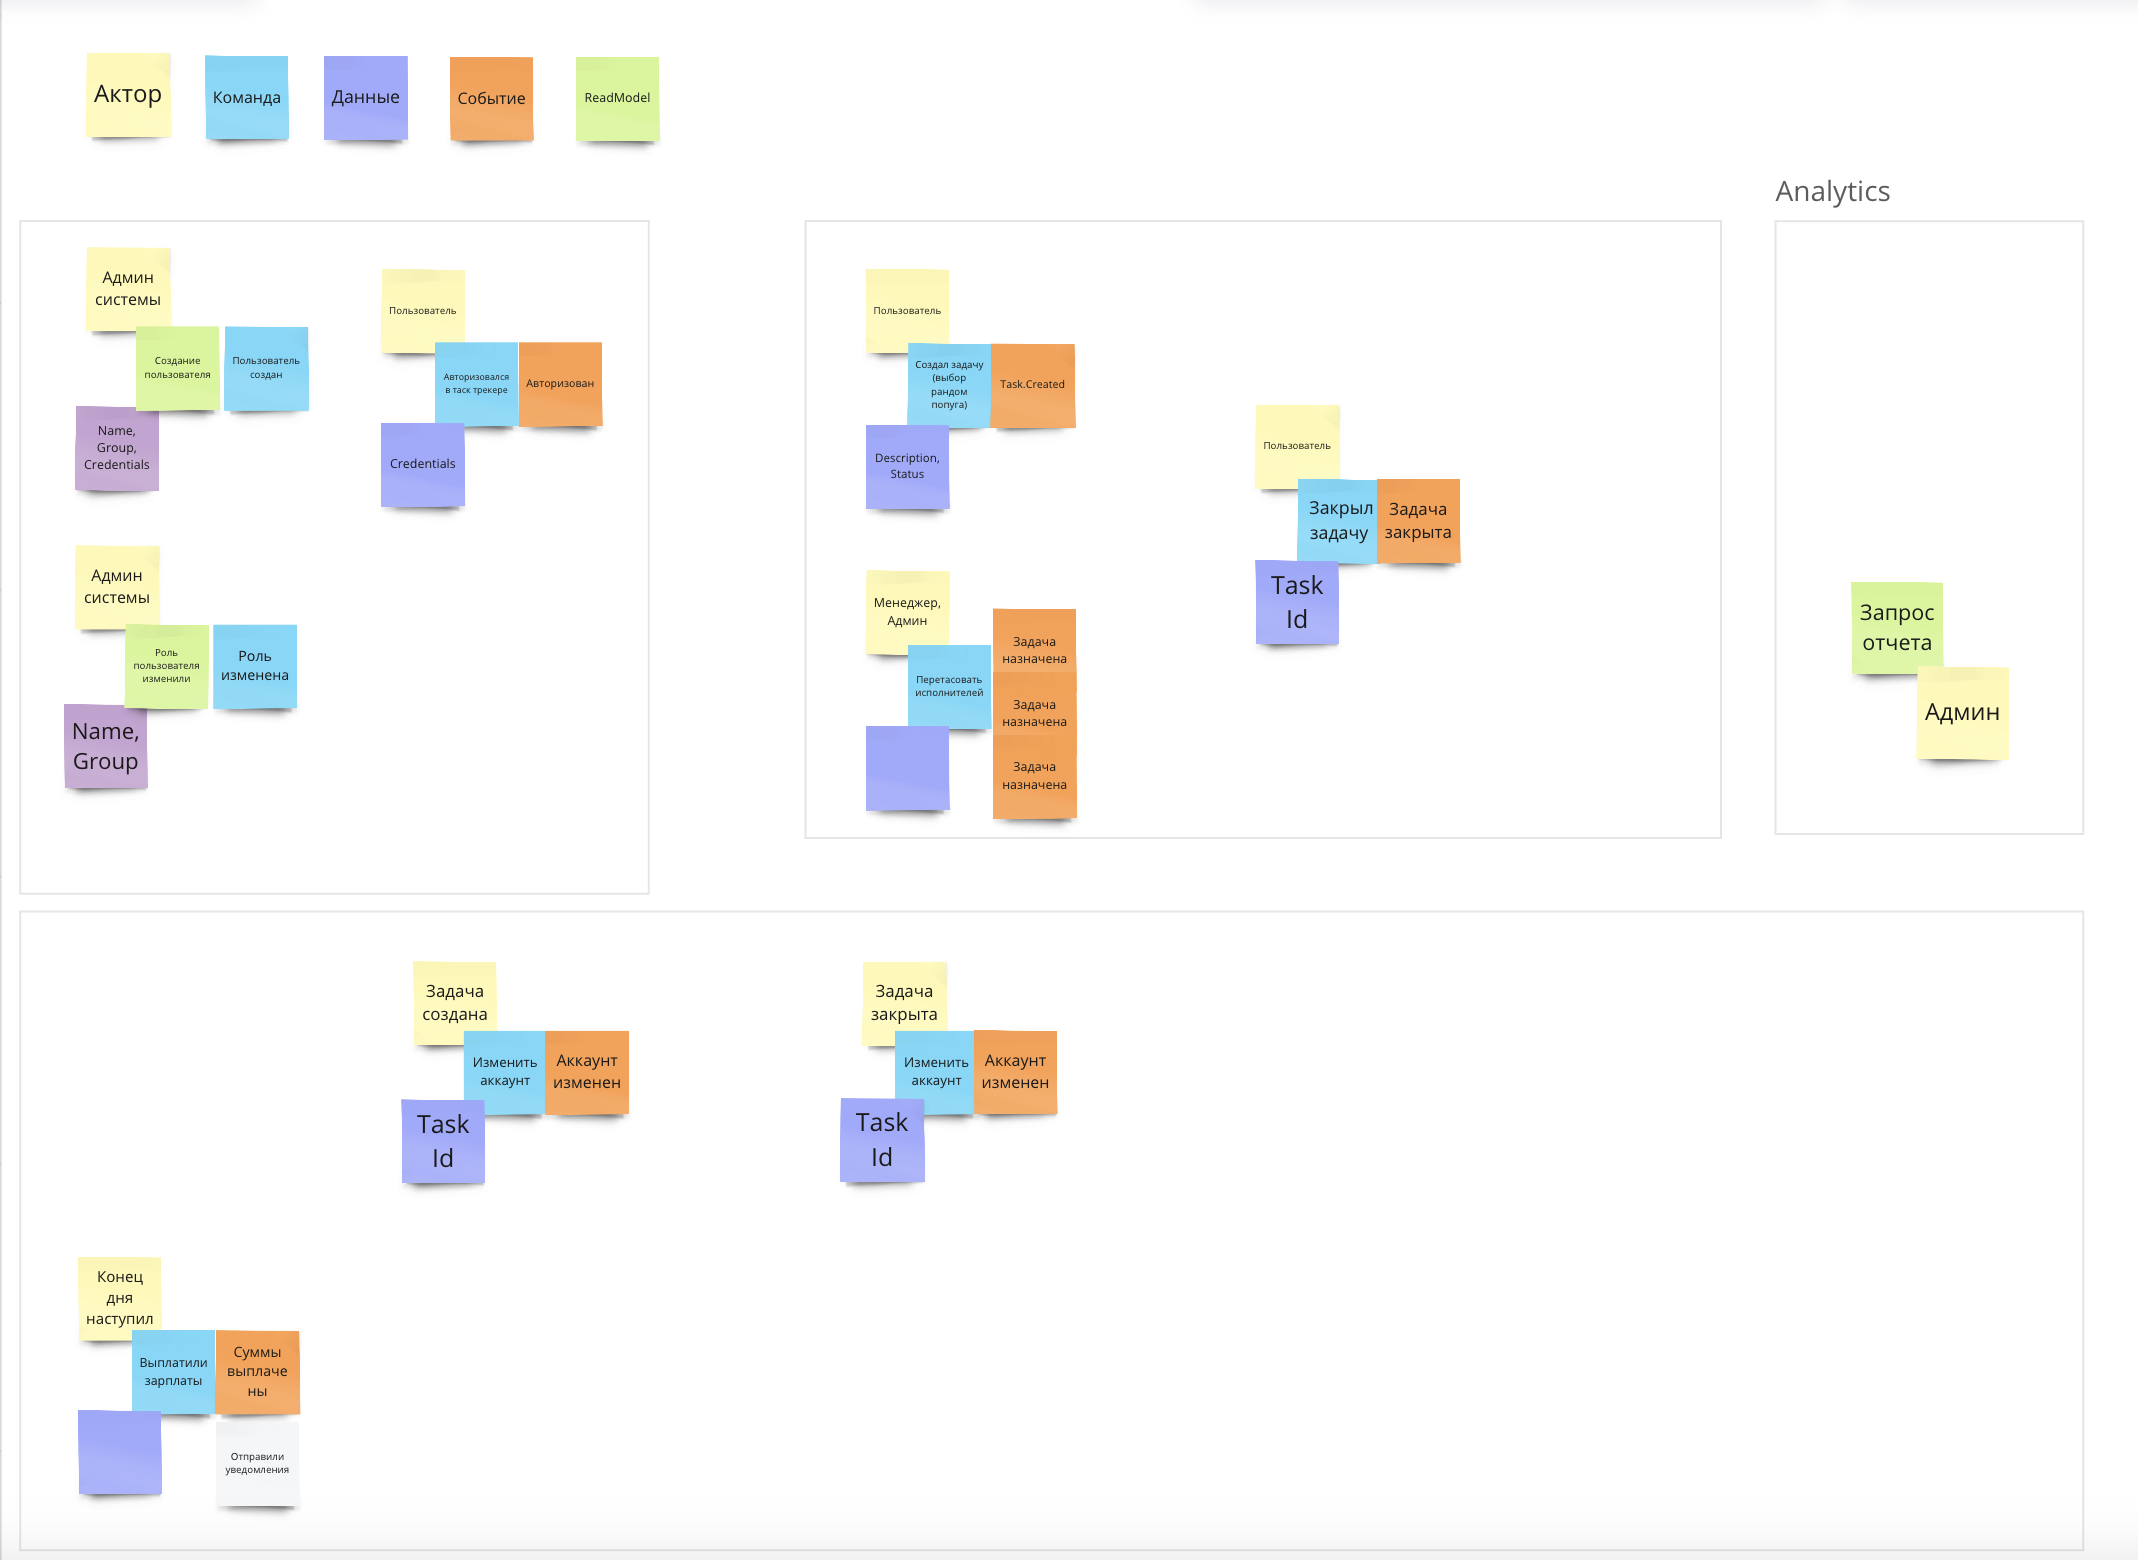 Актор
Команда
Данные
Событие
ReadModel
Analytics
Админ
системы
Создание
пользователя
Пользователь
создан
Name,
Group,
Credentials
Пользователь
Авторизовался
в таск трекере
Авторизован
Credentials
Админ
системы
Роль
пользователя
изменили
Роль
изменена
Name,
Group
Пользователь
Создал задачу
(выбор
рандом
попуга)
Task.Created
Description,
Status
Пользователь
Закрыл
задачу
Задача
закрыта
Task
Id
Менеджер,
Админ
Перетасовать
исполнителей
Задача
назначена
Задача
назначена
Задача
назначена
Запрос
отчета
Админ
Задача
создана
Изменить
аккаунт
Аккаунт
изменен
Task
Id
Задача
закрыта
Изменить
аккаунт
Аккаунт
изменен
Task
Id
Конец
дня
наступил
Выплатили
зарплаты
Суммы
выплаче
ны
Отправили
уведомления